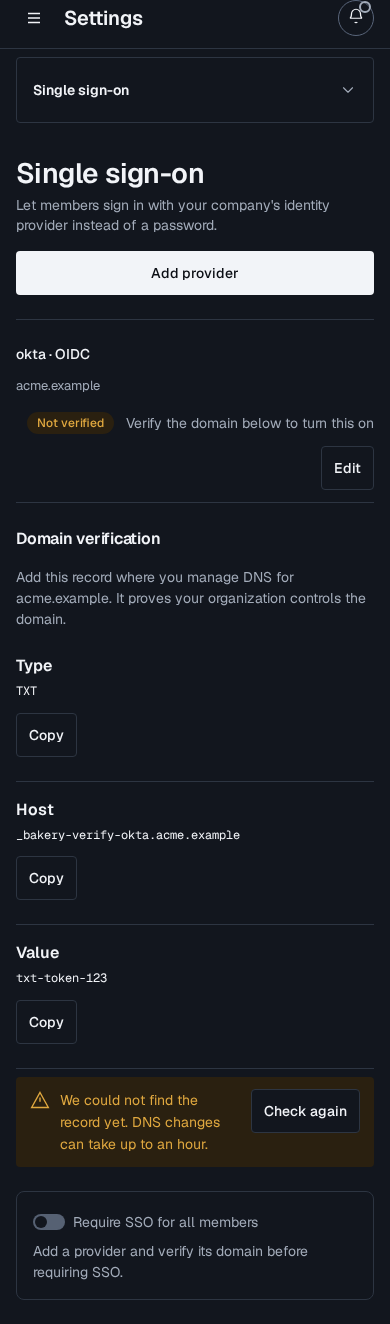 Settings
Single sign-on
Single sign-on
Let members sign in with your company's identity
provider instead of a password.
Add provider
okta · OIDC
acme.example
Not verified Verify the domain below to turn this on
Edit
Domain verification
Add this record where you manage DNS for
acme.example. It proves your organization controls the
domain.
Type
TXT
Copy
Host
_bakery-verify-okta.acme.example
Copy
Value
txt-token-123
Copy
We could not find the
record yet. DNS changes
can take up to an hour.
Check again
Require SSO for all members
Add a provider and verify its domain before
requiring SSO.